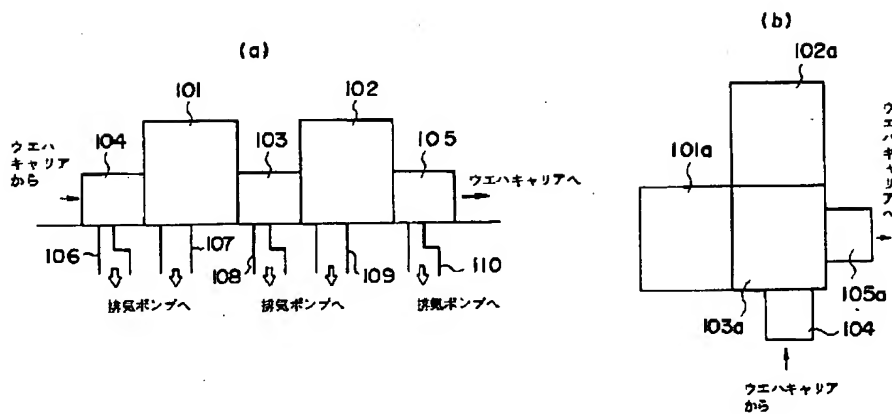 (a)
101
102
ウエハ
キャリア
から
104
103
105
ウエハキャリアへ
106
107
108
109
110
排気ポンプへ
排気ポンプへ
排気ポンプへ
(b)
102a
101a
ウエハキャリアへ
105a
103a
104
ウエハキャリア
から